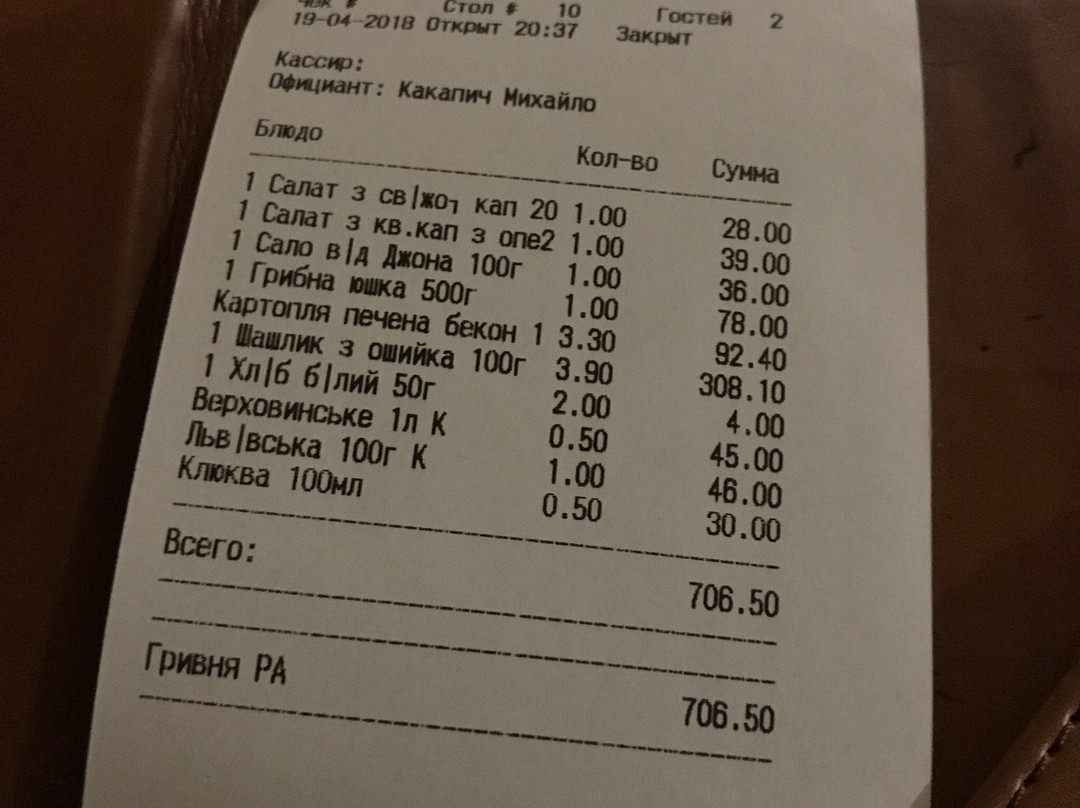 Чек # Стол # 10 Гостей 2
19-04-2018 Открыт 20:37 Закрыт
Кассир:
Официант: Какапич Михайло
Блюдо Кол-во Сумма
1 Салат з св|жо┐ кап 20 1.00 28.00
1 Салат з кв.кап з опе2 1.00 39.00
1 Сало в|д Джона 100г 1.00 36.00
1 Грибна юшка 500г 1.00 78.00
Картопля печена бекон 1 3.30 92.40
1 Шашлик з ошийка 100г 3.90 308.10
1 Хл|б б|лий 50г 2.00 4.00
Верховинське 1л К 0.50 45.00
Льв|вська 100г К 1.00 46.00
Клюква 100мл 0.50 30.00
Всего: 706.50
Гривня РА 706.50